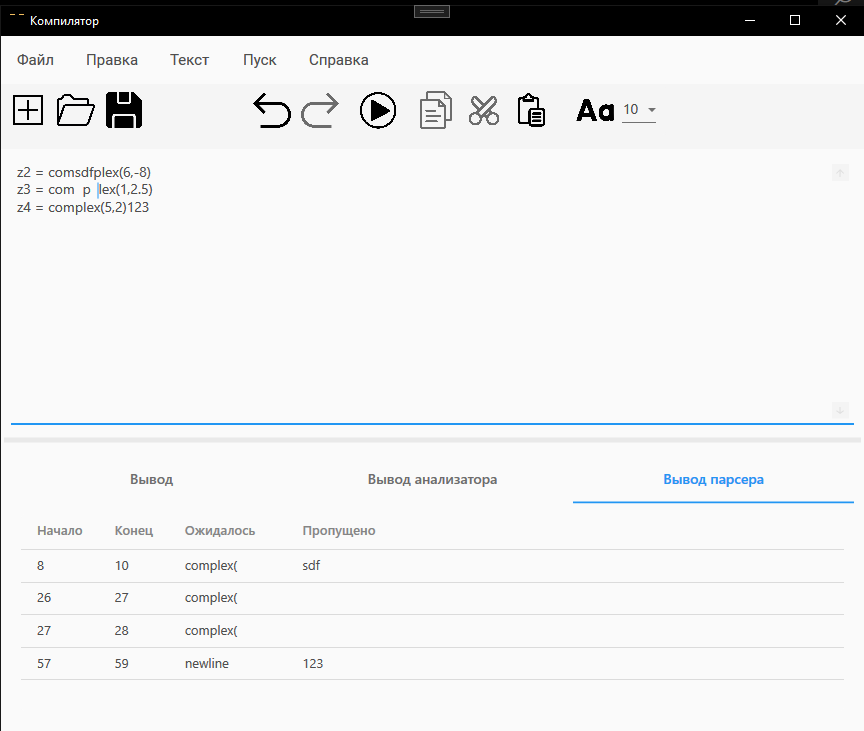 Компилятор
Файл Правка Текст Пуск Справка
Aa 10
z2 = comsdfplex(6,-8)
z3 = com  p  lex(1,2.5)
z4 = complex(5,2)123
Вывод Вывод анализатора Вывод парсера
Начало Конец Ожидалось Пропущено
8 10 complex( sdf
26 27 complex(
27 28 complex(
57 59 newline 123